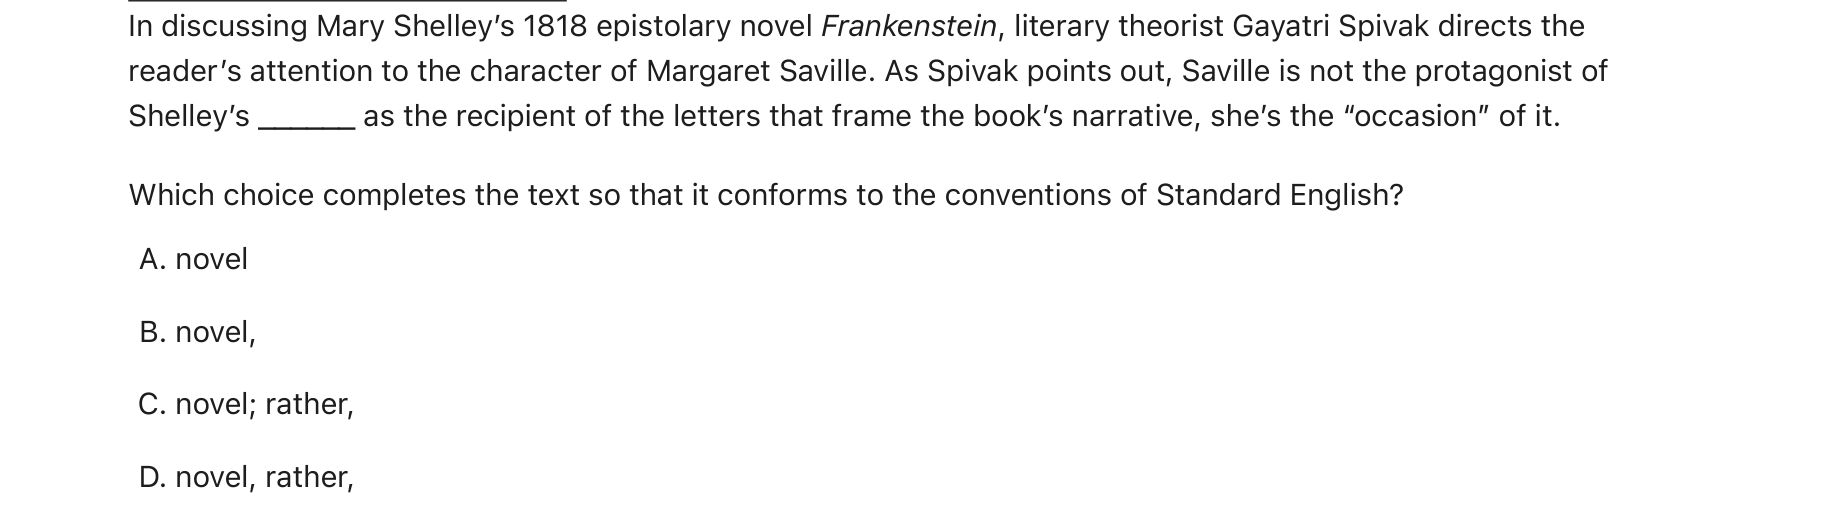 In discussing Mary Shelley’s 1818 epistolary novel Frankenstein, literary theorist Gayatri Spivak directs the
reader’s attention to the character of Margaret Saville. As Spivak points out, Saville is not the protagonist of
Shelley’s ______ as the recipient of the letters that frame the book’s narrative, she’s the “occasion” of it.
Which choice completes the text so that it conforms to the conventions of Standard English?
A. novel
B. novel,
C. novel; rather,
D. novel, rather,